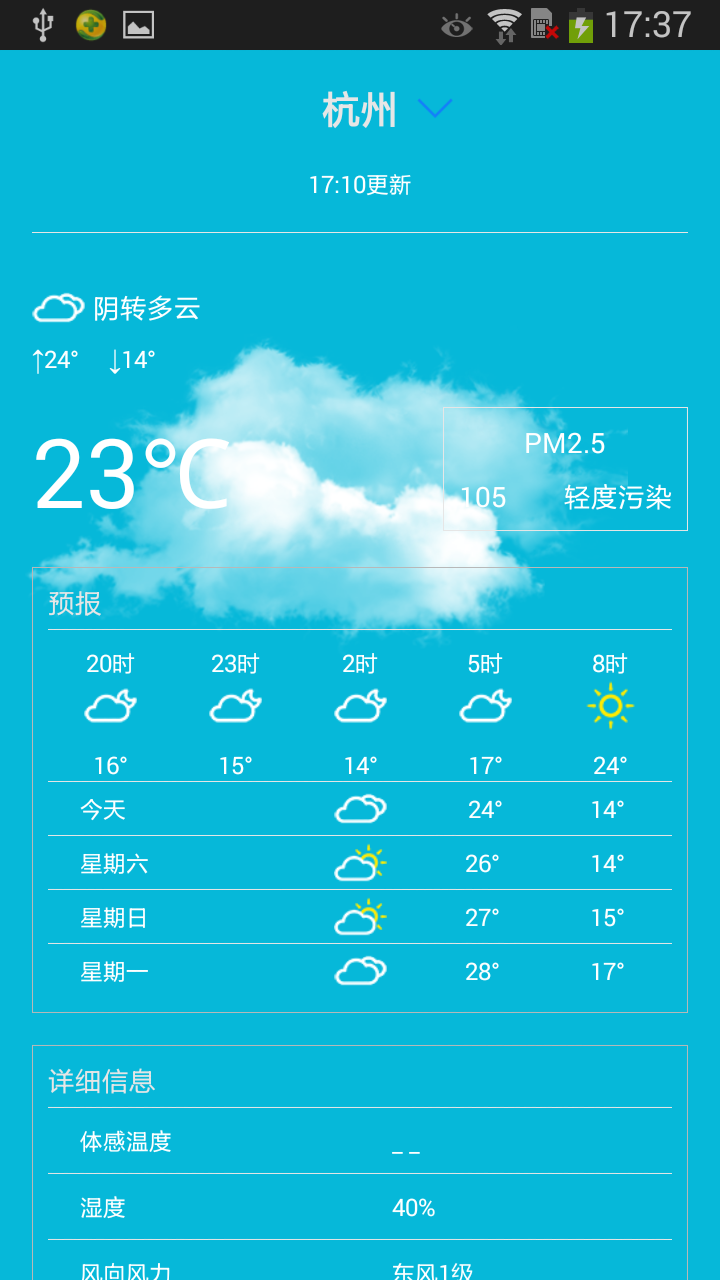 17:37
杭州
17:10更新
阴转多云
↑24° ↓14°
23℃
PM2.5
105 轻度污染
预报
20时 23时 2时 5时 8时
16° 15° 14° 17° 24°
今天 24° 14°
星期六 26° 14°
星期日 27° 15°
星期一 28° 17°
详细信息
体感温度 _ _
湿度 40%
风向风力 东风1级